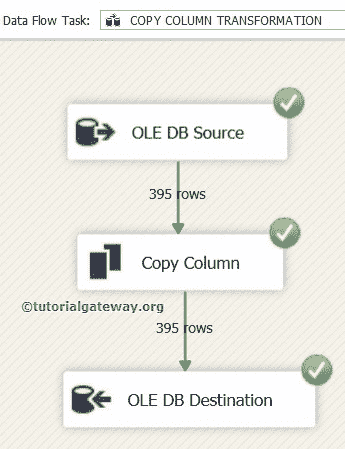 Data Flow Task: COPY COLUMN TRANSFORMATION
OLE DB Source
395 rows
Copy Column
©tutorialgateway.org
395 rows
OLE DB Destination